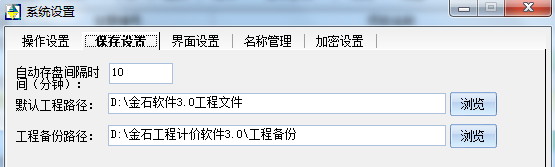 系统设置
操作设置 保存设置 界面设置 名称管理 加密设置
自动存盘间隔时 10
间（分钟）：
默认工程路径： D:\金石软件3.0工程文件 浏览
工程备份路径： D:\金石工程计价软件3.0\工程备份 浏览